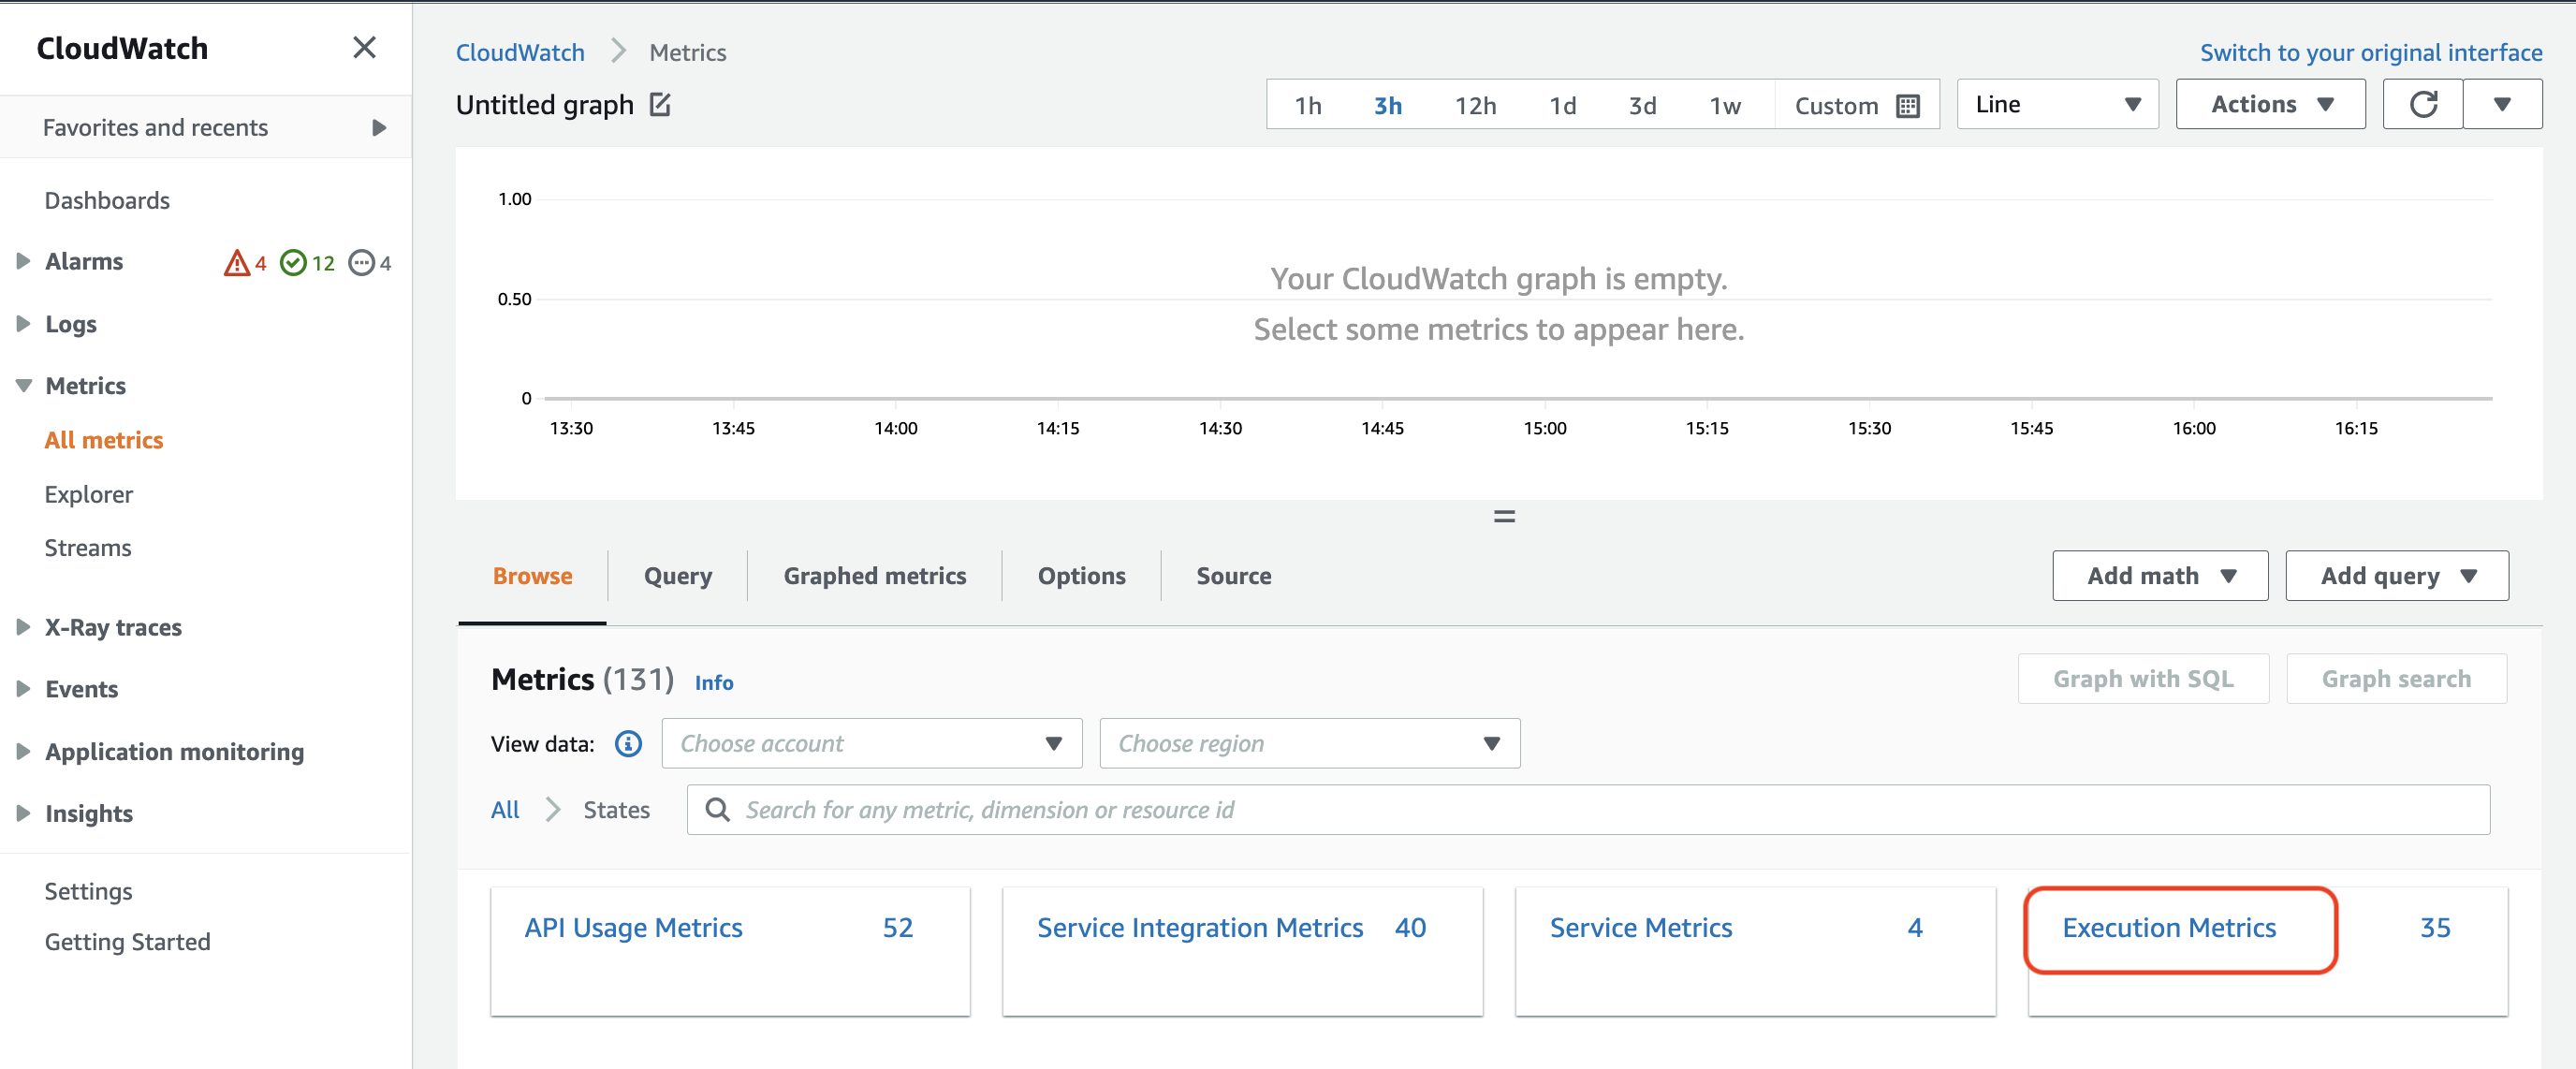 CloudWatch
Favorites and recents
Dashboards
Alarms 4 12 4
Logs
Metrics
All metrics
Explorer
Streams
X-Ray traces
Events
Application monitoring
Insights
Settings
Getting Started
CloudWatch Metrics
Switch to your original interface
Untitled graph
1h 3h 12h 1d 3d 1w Custom Line Actions
1.00
0.50
0
Your CloudWatch graph is empty.
Select some metrics to appear here.
13:30 13:45 14:00 14:15 14:30 14:45 15:00 15:15 15:30 15:45 16:00 16:15
Browse Query Graphed metrics Options Source Add math Add query
Metrics (131) Info Graph with SQL Graph search
View data: Choose account Choose region
All States Search for any metric, dimension or resource id
API Usage Metrics 52 Service Integration Metrics 40 Service Metrics 4 Execution Metrics 35